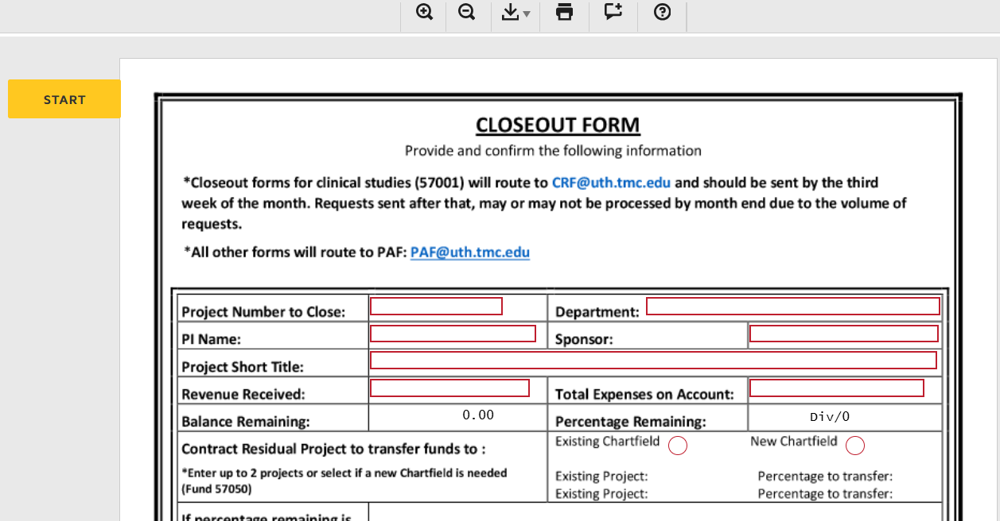 START
CLOSEOUT FORM
Provide and confirm the following information
*Closeout forms for clinical studies (57001) will route to CRF@uth.tmc.edu and should be sent by the third
week of the month. Requests sent after that, may or may not be processed by month end due to the volume of
requests.
*All other forms will route to PAF: PAF@uth.tmc.edu
Project Number to Close: Department:
PI Name: Sponsor:
Project Short Title:
Revenue Received: Total Expenses on Account:
Balance Remaining: 0.00 Percentage Remaining: Div/0
Contract Residual Project to transfer funds to :
*Enter up to 2 projects or select if a new Chartfield is needed
(Fund 57050)
Existing Chartfield New Chartfield
Existing Project: Percentage to transfer:
Existing Project: Percentage to transfer:
If percentage remaining is